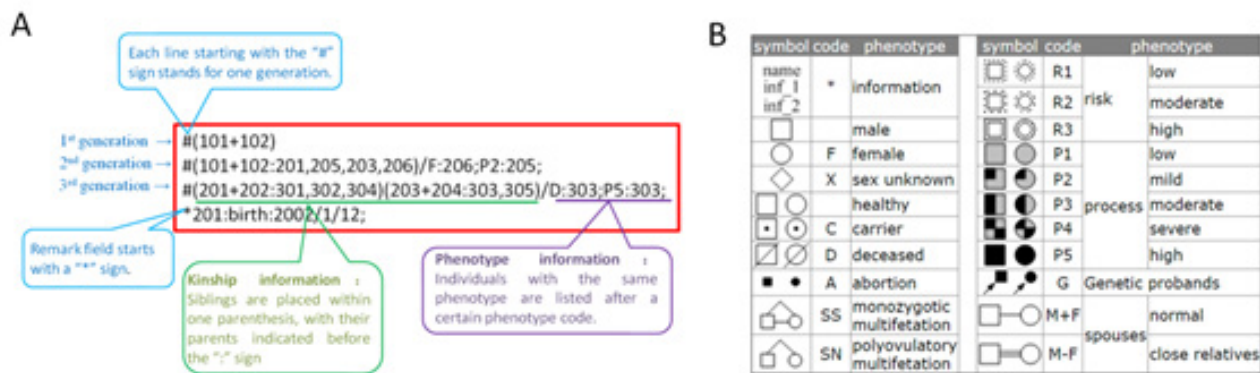 A
Each line starting with the "#"
sign stands for one generation.
1st generation →
#(101+102)
2nd generation →
#(101+102:201,205,203,206)/F:206;P2:205;
3rd generation →
#(201+202:301,302,304)(203+204:303,305)/D:303;P5:303;
*201:birth:2002/1/12;
Remark field starts
with a "*" sign.
Kinship information :
Siblings are placed within
one parenthesis, with their
parents indicated before
the ":" sign
Phenotype information :
Individuals with the same
phenotype are listed after a
certain phenotype code.
B
symbol code phenotype
name
inf_1
inf_2
* information
male
F female
X sex unknown
healthy
C carrier
D deceased
A abortion
SS monozygotic
multifetation
SN polyovulatory
multifetation
symbol code phenotype
R1 low
R2 risk moderate
R3 high
P1 low
P2 mild
P3 process moderate
P4 severe
P5 high
G Genetic probands
M+F normal
spouses
M-F close relatives